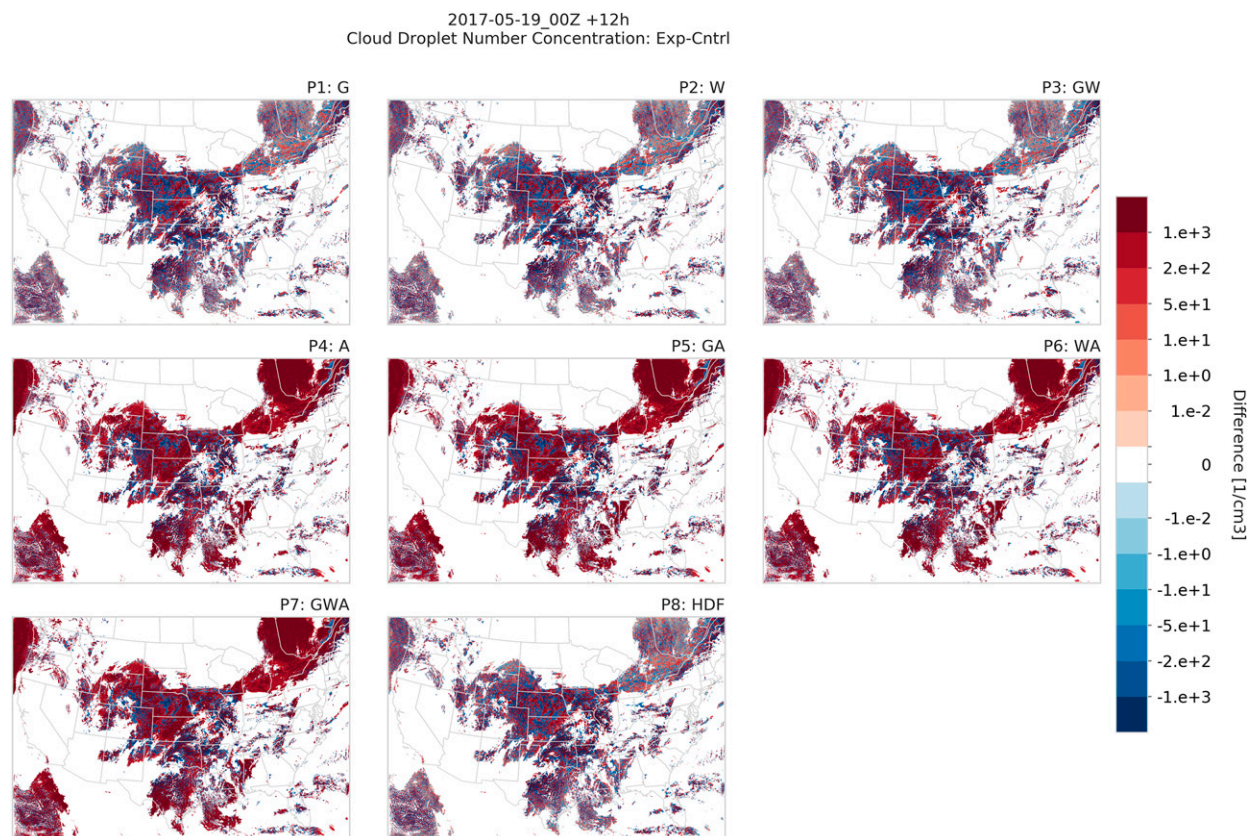 2017-05-19_00Z +12h
Cloud Droplet Number Concentration: Exp-Cntrl
P1: G
P2: W
P3: GW
P4: A
P5: GA
P6: WA
P7: GWA
P8: HDF
1.e+3
2.e+2
5.e+1
1.e+1
1.e+0
1.e-2
0
-1.e-2
-1.e+0
-1.e+1
-5.e+1
-2.e+2
-1.e+3
Difference [1/cm3]